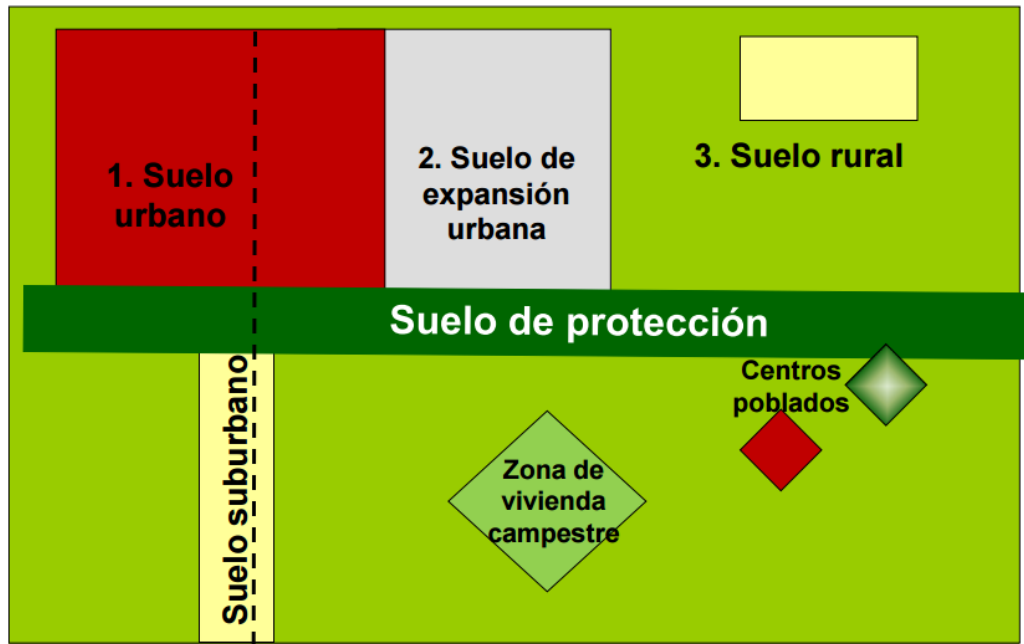 1. Suelo
urbano
2. Suelo de
expansión
urbana
3. Suelo rural
Suelo de protección
Suelo suburbano
Centros
poblados
Zona de
vivienda
campestre